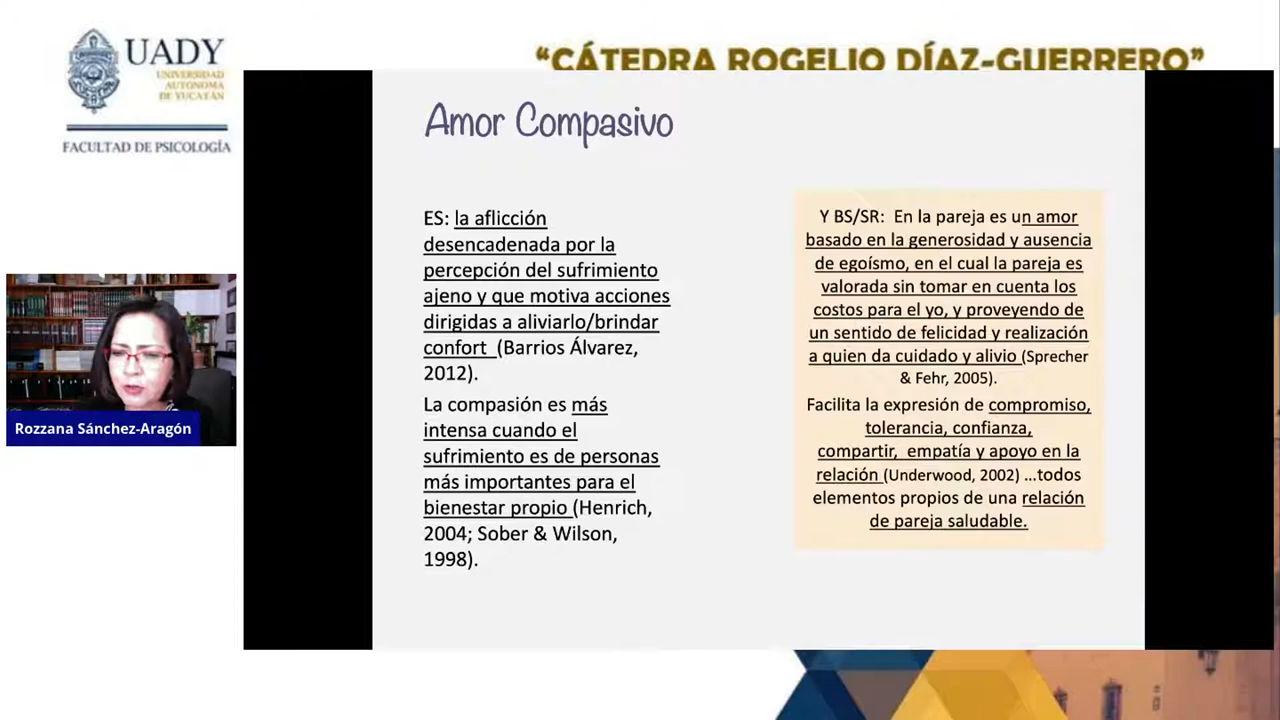 UADY
UNIVERSIDAD
AUTÓNOMA
DE YUCATÁN
FACULTAD DE PSICOLOGÍA
“CÁTEDRA ROGELIO DÍAZ-GUERRERO”
Amor Compasivo
ES: la aflicción
desencadenada por la
percepción del sufrimiento
ajeno y que motiva acciones
dirigidas a aliviarlo/brindar
confort (Barrios Álvarez,
2012).
La compasión es más
intensa cuando el
sufrimiento es de personas
más importantes para el
bienestar propio (Henrich,
2004; Sober & Wilson,
1998).
Y BS/SR: En la pareja es un amor
basado en la generosidad y ausencia
de egoísmo, en el cual la pareja es
valorada sin tomar en cuenta los
costos para el yo, y proveyendo de
un sentido de felicidad y realización
a quien da cuidado y alivio (Sprecher
& Fehr, 2005).
Facilita la expresión de compromiso,
tolerancia, confianza,
compartir, empatía y apoyo en la
relación (Underwood, 2002) ...todos
elementos propios de una relación
de pareja saludable.
Rozzana Sánchez-Aragón